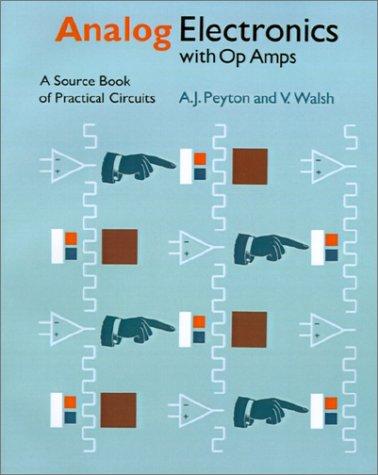 Analog Electronics
with Op Amps
A Source Book
of Practical Circuits
A.J. Peyton and V. Walsh